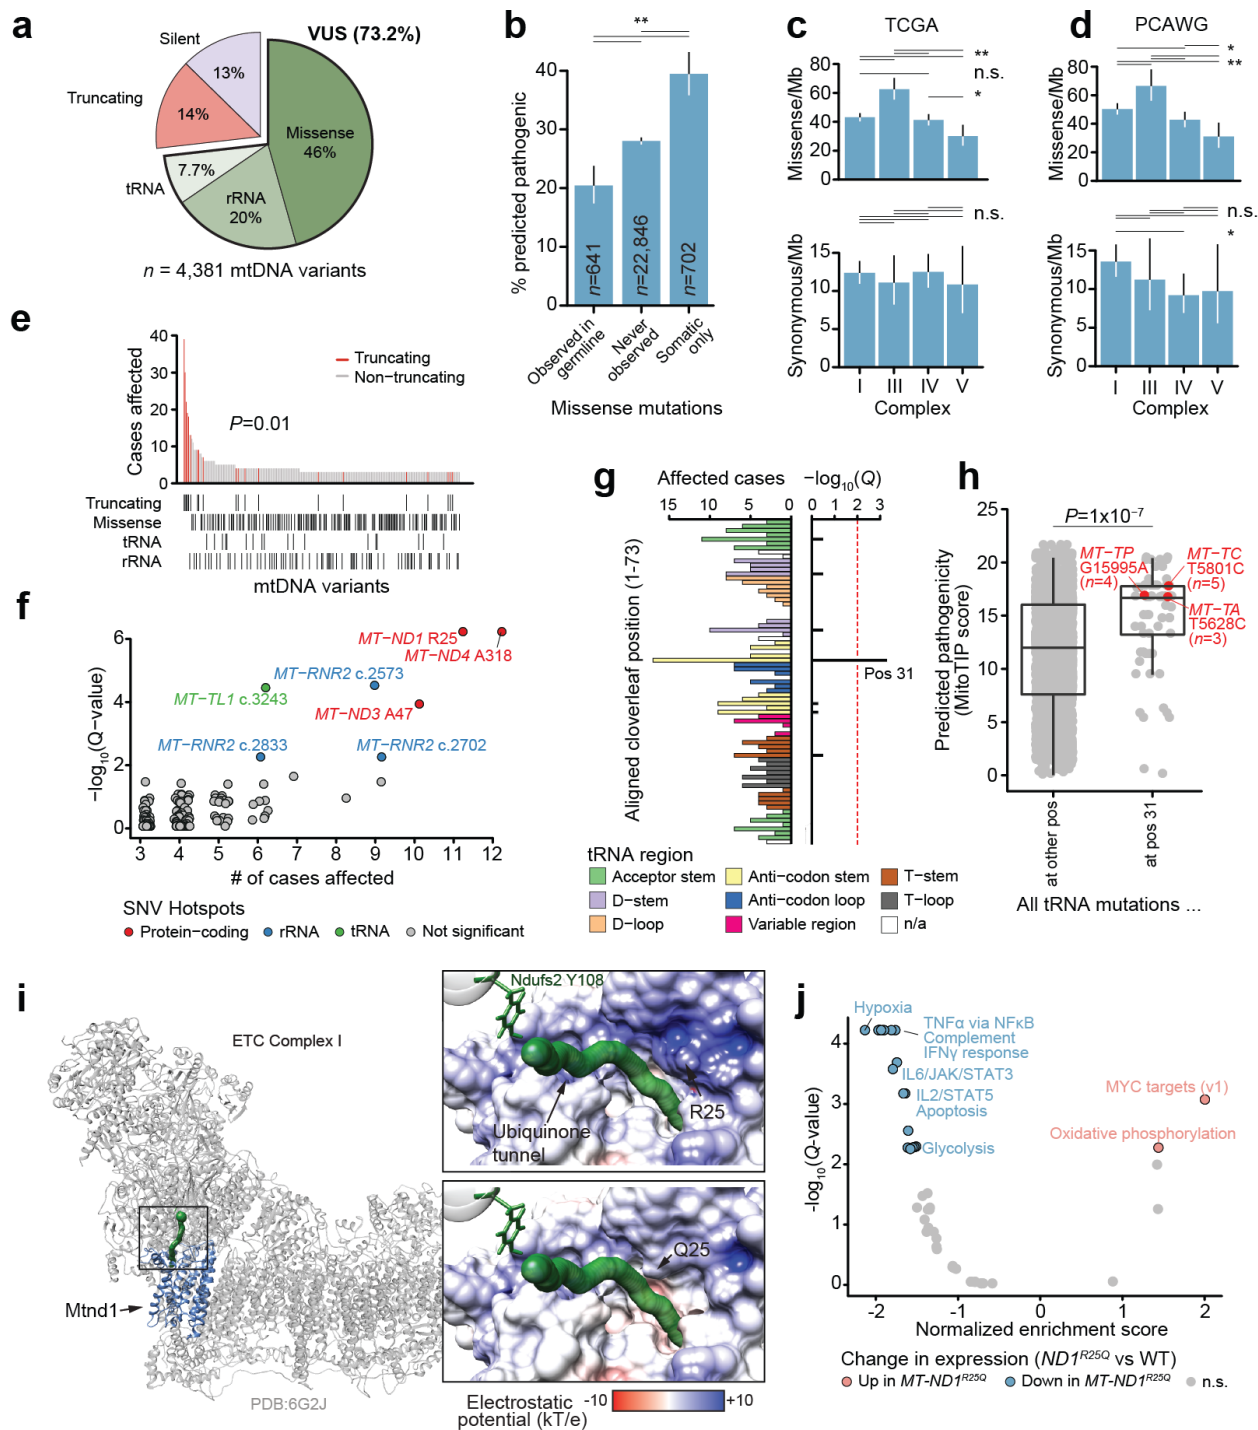 a
VUS (73.2%)
Silent
13%
Truncating
14%
Missense
46%
7.7%
tRNA
rRNA
20%
n = 4,381 mtDNA variants
b
**
% predicted pathogenic
40
30
20
10
0
n=641
n=22,846
n=702
Observed in
germline
Never
observed
Somatic
only
Missense mutations
c
TCGA
**
n.s.
*
Missense/Mb
80
60
40
20
0
n.s.
Synonymous/Mb
15
10
5
0
I III IV V
Complex
d
PCAWG
*
**
Missense/Mb
80
60
40
20
0
n.s.
*
Synonymous/Mb
15
10
5
0
I III IV V
Complex
e
Cases affected
40
30
20
10
0
Truncating
Non-truncating
P=0.01
Truncating
Missense
tRNA
rRNA
mtDNA variants
f
−log10(Q−value)
6
4
2
0
MT−ND1 R25
MT−ND4 A318
MT−RNR2 c.2573
MT−TL1 c.3243
MT−ND3 A47
MT−RNR2 c.2833
MT−RNR2 c.2702
3 4 5 6 7 8 9 10 11 12
# of cases affected
SNV Hotspots
Protein−coding
rRNA
tRNA
Not significant
g
Affected cases
−log10(Q)
15 10 5 0
0 1 2 3
Aligned cloverleaf position (1-73)
Pos 31
tRNA region
Acceptor stem
Anti−codon stem
T−stem
D−stem
Anti−codon loop
T−loop
D−loop
Variable region
n/a
h
Predicted pathogenicity
(MitoTIP score)
25
20
15
10
5
0
P=1x10−7
MT−TP
G15995A
(n=4)
MT−TC
T5801C
(n=5)
MT−TA
T5628C
(n=3)
at other pos
at pos 31
All tRNA mutations ...
i
ETC Complex I
Mtnd1
PDB:6G2J
Ndufs2 Y108
Ubiquinone
tunnel
R25
Q25
Electrostatic
potential (kT/e)
-10
+10
j
-log10(Q-value)
4
3
2
1
0
Hypoxia
TNFα via NFκB
Complement
IFNγ response
IL6/JAK/STAT3
IL2/STAT5
Apoptosis
Glycolysis
MYC targets (v1)
Oxidative phosphorylation
-2 -1 0 1 2
Normalized enrichment score
Change in expression (ND1R25Q vs WT)
Up in MT-ND1R25Q
Down in MT-ND1R25Q
n.s.